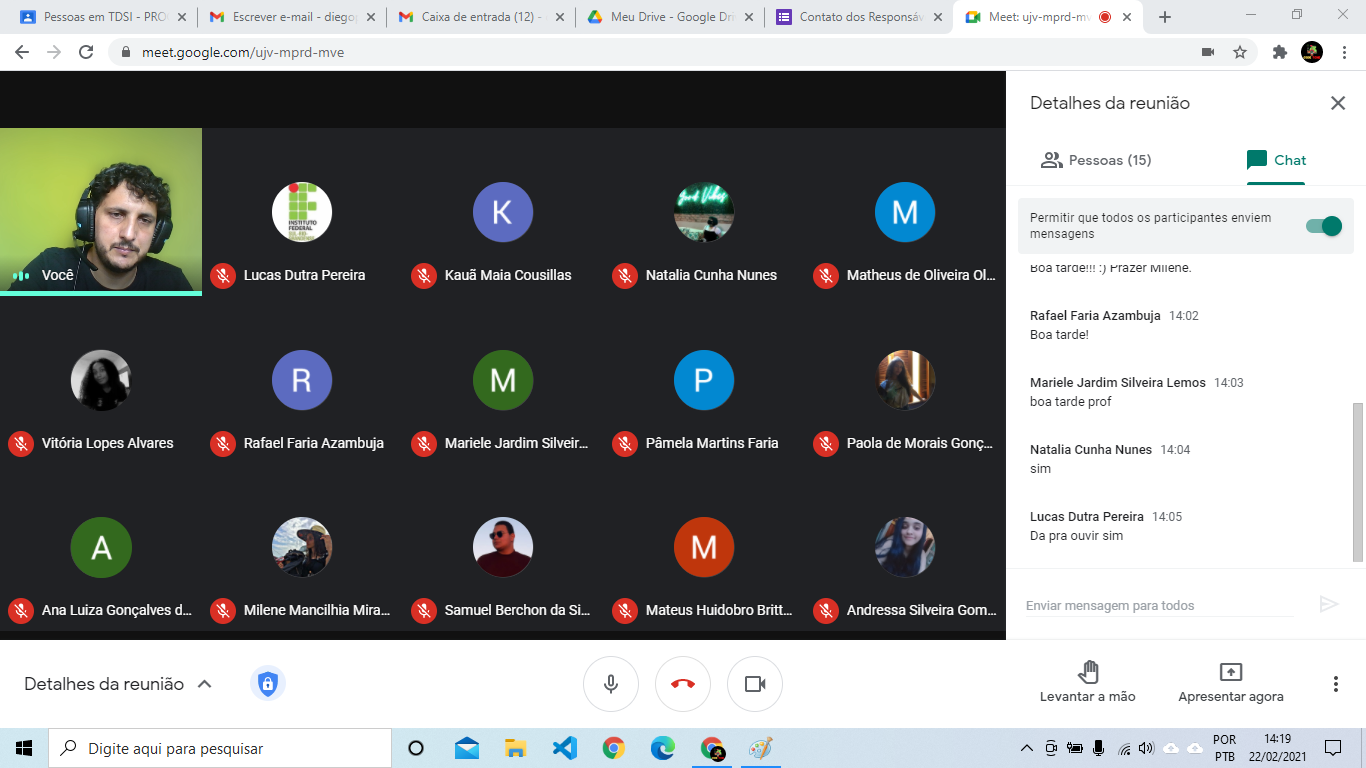 Pessoas em TDSI - PRO
Escrever e-mail - diego
Caixa de entrada (12) -
Meu Drive - Google Dri
Contato dos Responsáv
Meet: ujv-mprd-mv
meet.google.com/ujv-mprd-mve
Detalhes da reunião
Pessoas (15)
Chat
Permitir que todos os participantes enviem
mensagens
Boa tarde!!! :) Prazer Milene.
Rafael Faria Azambuja 14:02
Boa tarde!
Mariele Jardim Silveira Lemos 14:03
boa tarde prof
Natalia Cunha Nunes 14:04
sim
Lucas Dutra Pereira 14:05
Da pra ouvir sim
Enviar mensagem para todos
INSTITUTO
FEDERAL
K
Good Vibes
M
Você
Lucas Dutra Pereira
Kauã Maia Cousillas
Natalia Cunha Nunes
Matheus de Oliveira Ol...
R
M
P
Vitória Lopes Alvares
Rafael Faria Azambuja
Mariele Jardim Silveir...
Pâmela Martins Faria
Paola de Morais Gonç...
A
M
Ana Luiza Gonçalves d...
Milene Mancilhia Mira...
Samuel Berchon da Si...
Mateus Huidobro Britt...
Andressa Silveira Gom...
Detalhes da reunião
Levantar a mão
Apresentar agora
Digite aqui para pesquisar
POR
PTB
14:19
22/02/2021